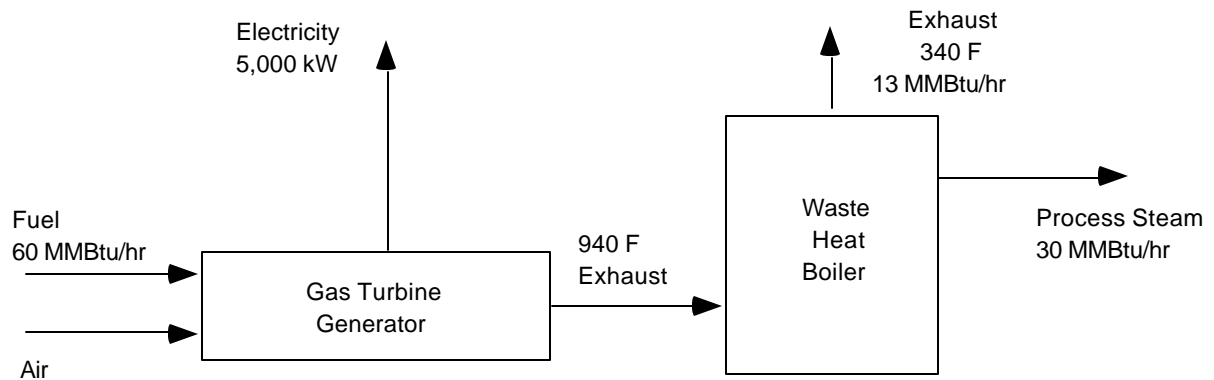 Electricity
5,000 kW
Exhaust
340 F
13 MMBtu/hr
Fuel
60 MMBtu/hr
Air
Gas Turbine
Generator
940 F
Exhaust
Waste
Heat
Boiler
Process Steam
30 MMBtu/hr